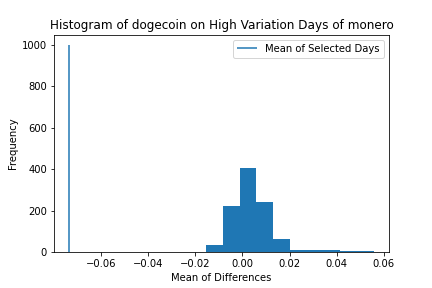 Histogram of dogecoin on High Variation Days of monero
Mean of Selected Days
1000
800
600
400
200
0
Frequency
−0.06 −0.04 −0.02 0.00 0.02 0.04 0.06
Mean of Differences